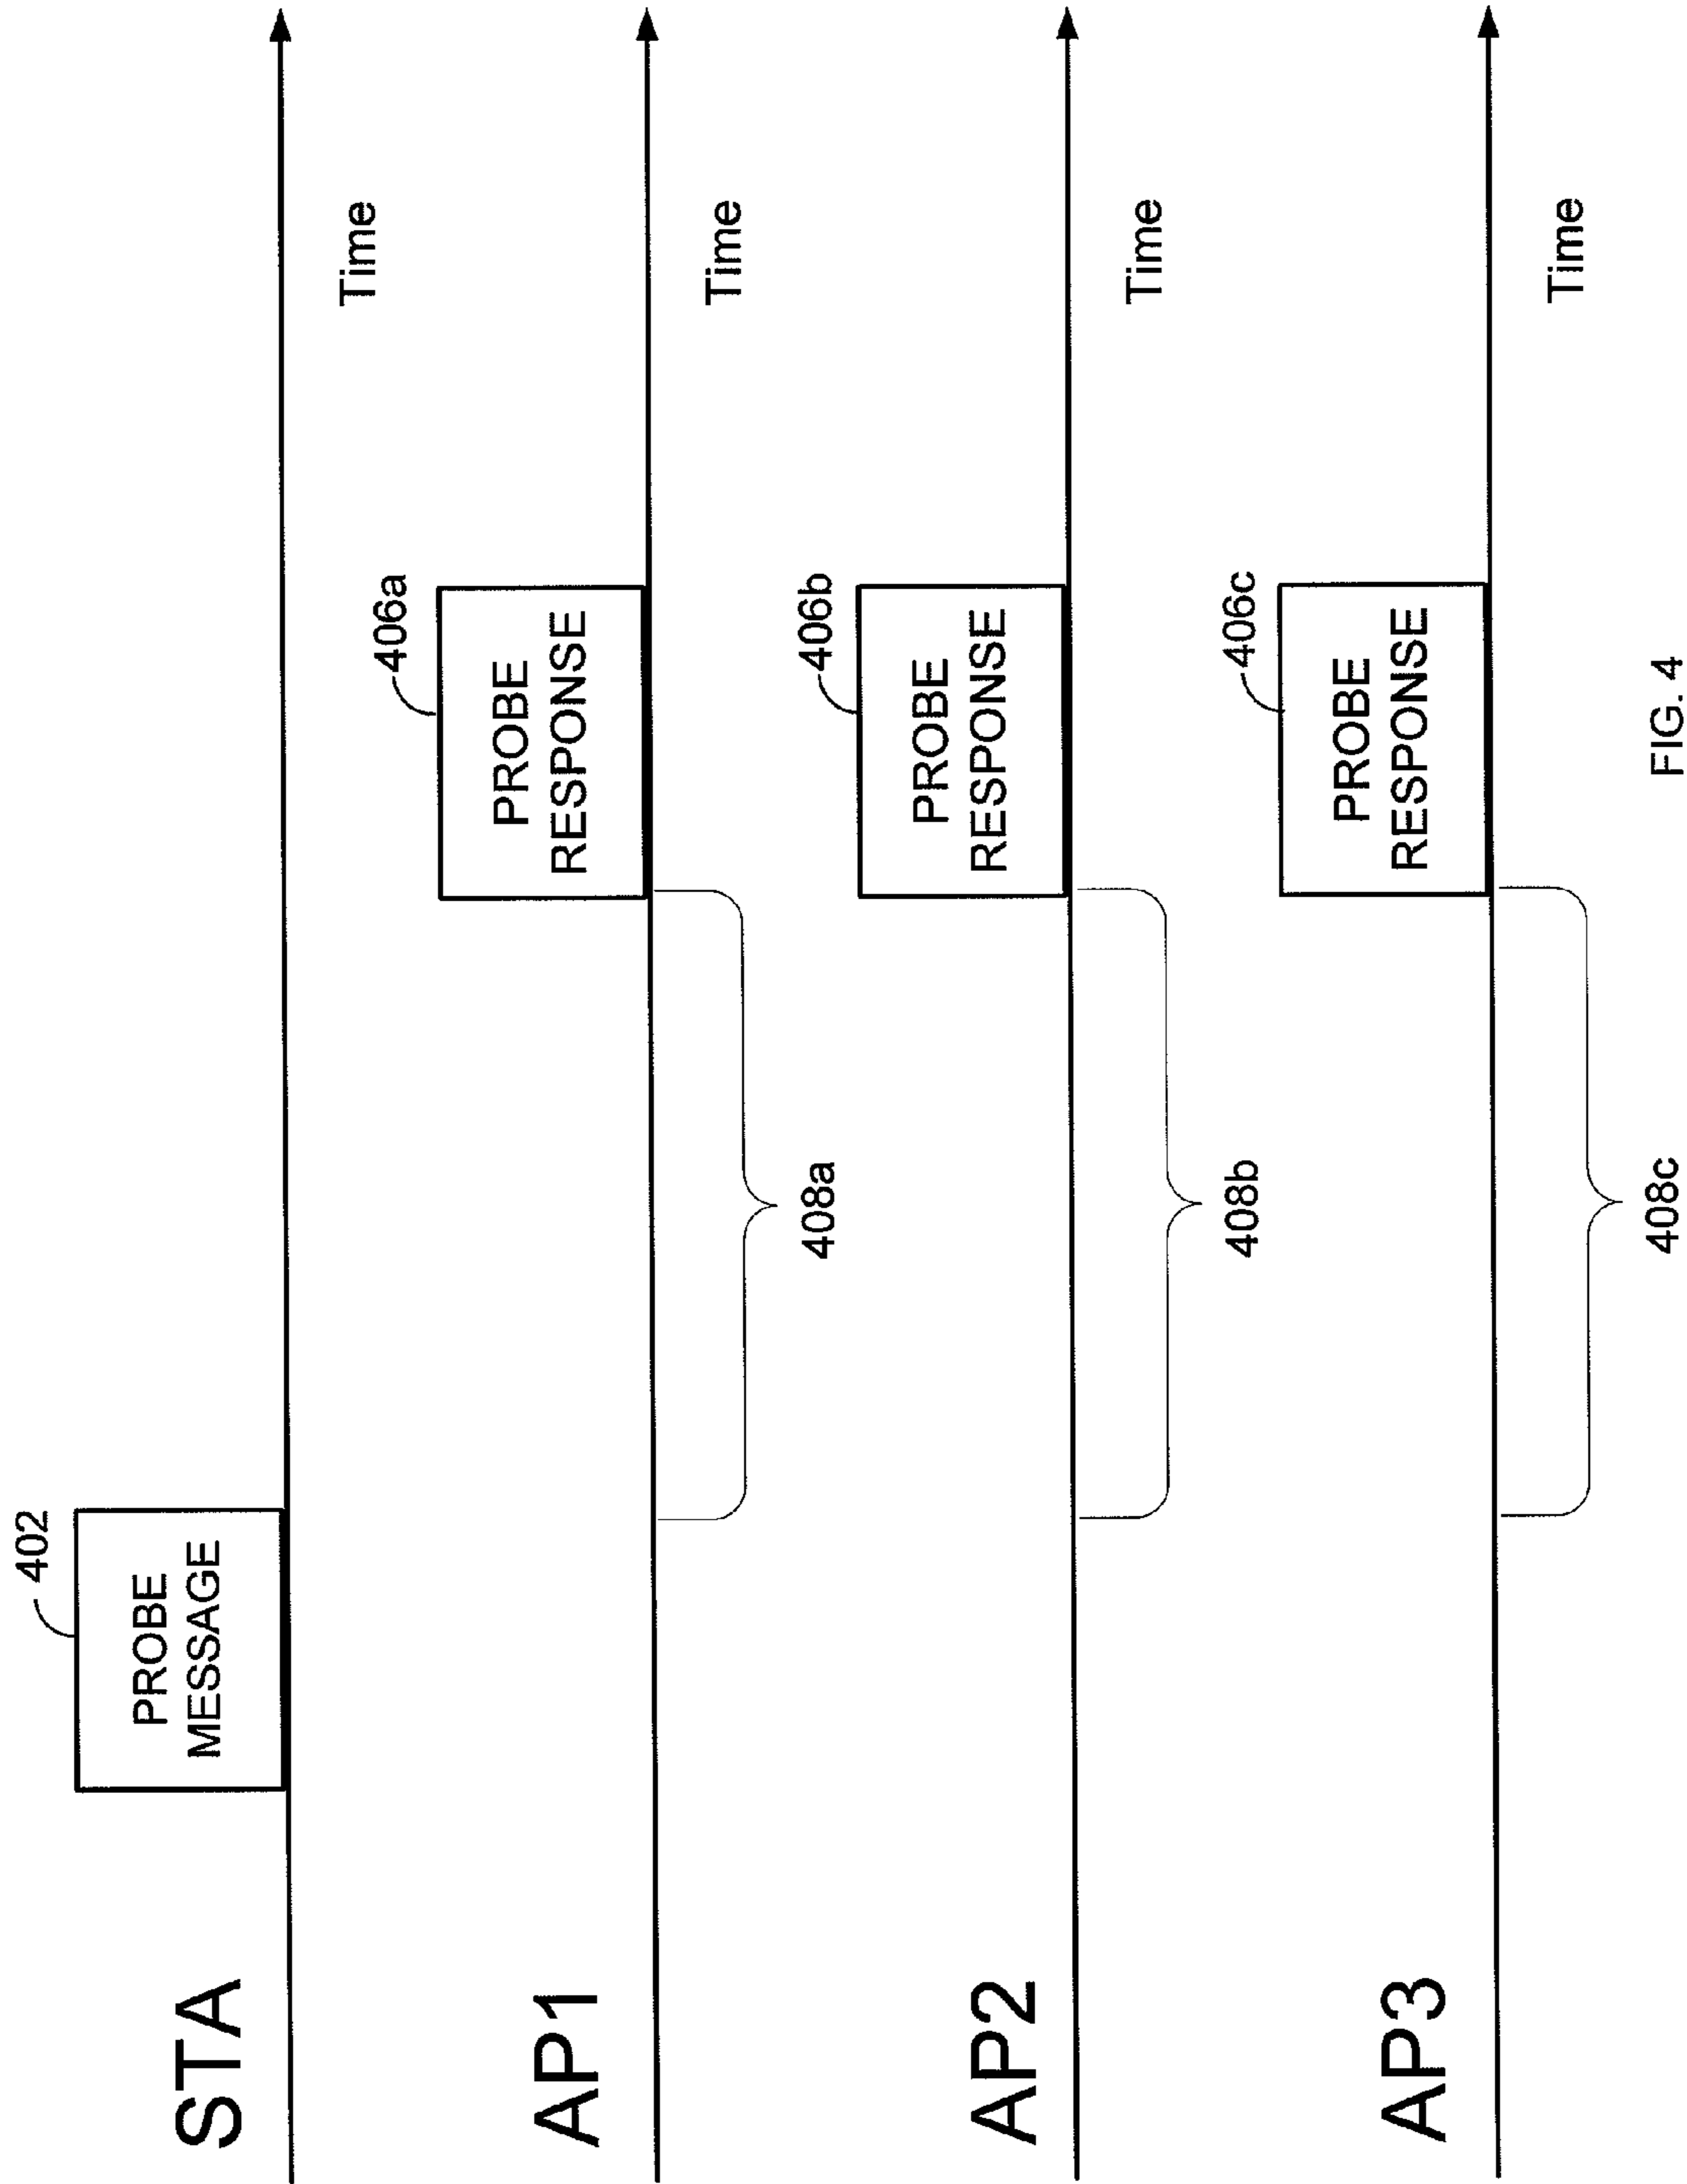 402
PROBE
MESSAGE
STA
Time
406a
PROBE
RESPONSE
AP1
Time
408a
406b
PROBE
RESPONSE
AP2
Time
408b
406c
PROBE
RESPONSE
AP3
Time
408c
FIG. 4